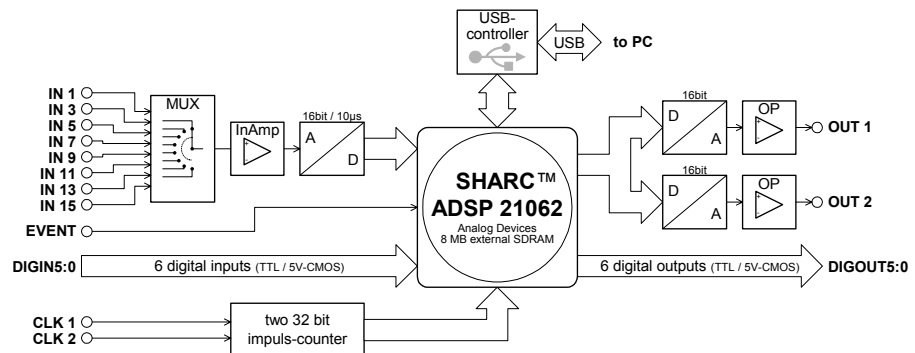 USB-
controller
USB
to PC
IN 1
IN 3
IN 5
IN 7
IN 9
IN 11
IN 13
IN 15
MUX
InAmp
+
-
16bit / 10µs
A
D
16bit
D
A
OP
+
-
OUT 1
16bit
D
A
OP
+
-
OUT 2
SHARC™
ADSP 21062
Analog Devices
8 MB external SDRAM
EVENT
DIGIN5:0
6 digital inputs (TTL / 5V-CMOS)
6 digital outputs (TTL / 5V-CMOS)
DIGOUT5:0
CLK 1
CLK 2
two 32 bit
impuls-counter